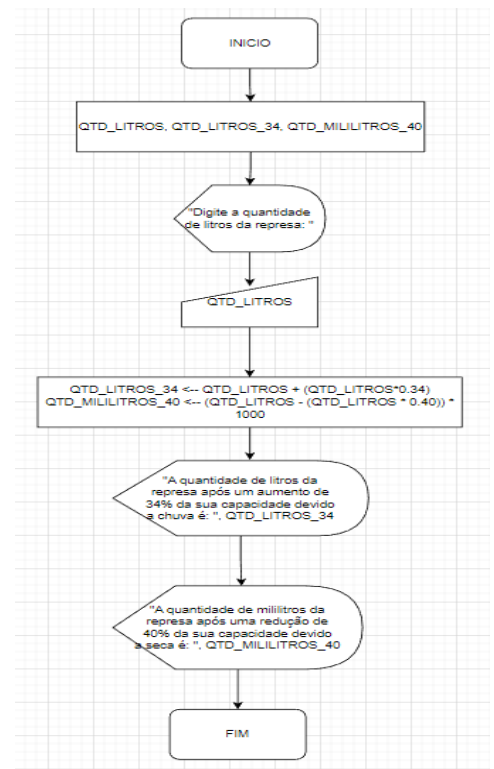 INICIO
QTD_LITROS, QTD_LITROS_34, QTD_MILILITROS_40
"Digite a quantidade
de litros da represa: "
QTD_LITROS
QTD_LITROS_34 <-- QTD_LITROS + (QTD_LITROS*0.34)
QTD_MILILITROS_40 <-- (QTD_LITROS - (QTD_LITROS * 0.40)) *
1000
"A quantidade de litros da
represa após um aumento de
34% da sua capacidade devido
a chuva é: ", QTD_LITROS_34
"A quantidade de mililitros da
represa após uma redução de
40% da sua capacidade devido
a seca é: ", QTD_MILILITROS_40
FIM